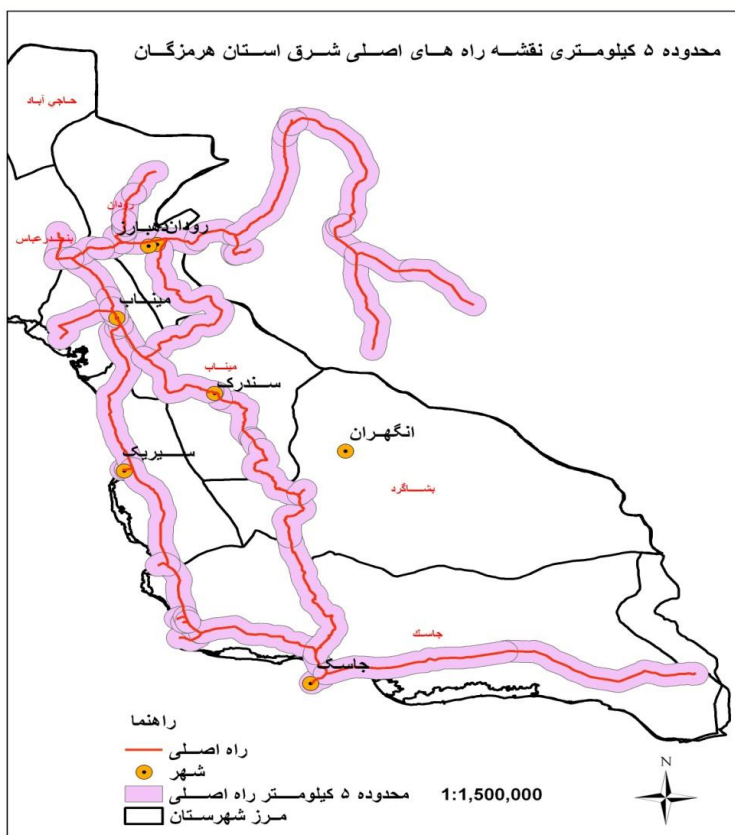 محدوده ۵ کیلومتری نقشه راه های اصلی شرق استان هرمزگان
حاجی آباد
رودان
رودان
دهبارز
بندرعباس
میناب
میناب
سندرک
انگهران
سیریک
بشاگرد
جاسک
جاسک
راهنما
راه اصلی
شهر
محدوده ۵ کیلومتر راه اصلی
1:1,500,000
مرز شهرستان
N